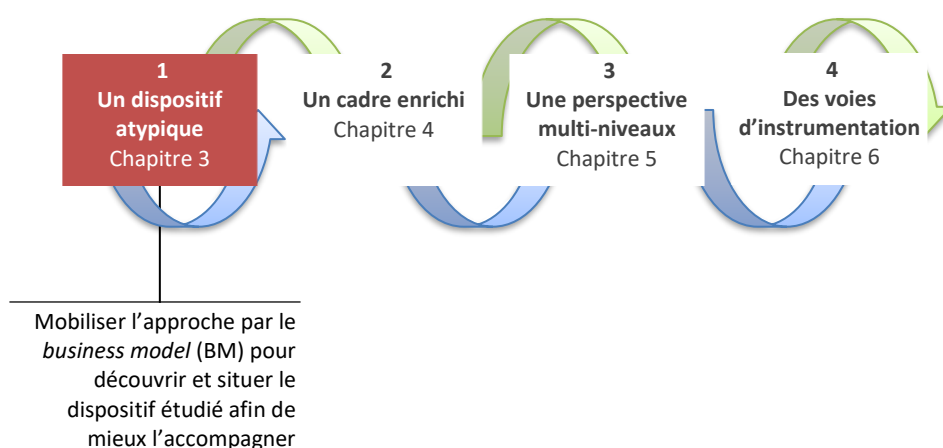 1
Un dispositif
atypique
Chapitre 3
2
Un cadre enrichi
Chapitre 4
3
Une perspective
multi-niveaux
Chapitre 5
4
Des voies
d’instrumentation
Chapitre 6
Mobiliser l’approche par le
business model (BM) pour
découvrir et situer le
dispositif étudié afin de
mieux l’accompagner